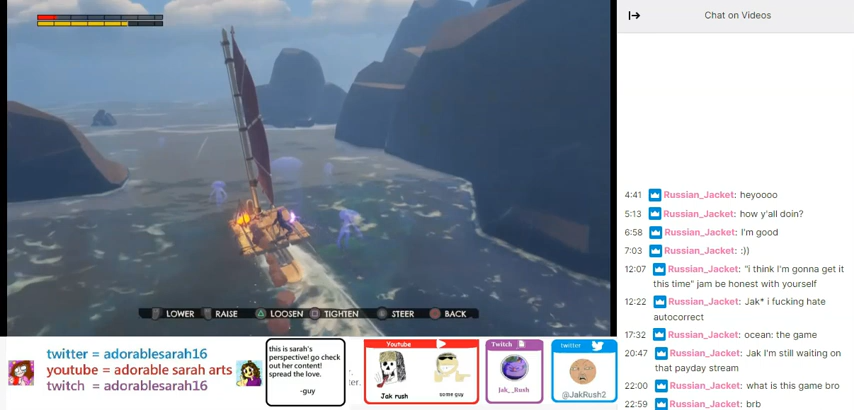 Chat on Videos
4:41 Russian_Jacket: heyoooo
5:13 Russian_Jacket: how y'all doin?
6:58 Russian_Jacket: I'm good
7:03 Russian_Jacket: :))
12:07 Russian_Jacket: "i think I'm gonna get it
this time" jam be honest with yourself
12:22 Russian_Jacket: Jak* i fucking hate
autocorrect
17:32 Russian_Jacket: ocean: the game
20:47 Russian_Jacket: Jak I'm still waiting on
that payday stream
22:00 Russian_Jacket: what is this game bro
22:59 Russian_Jacket: brb
LOWER RAISE LOOSEN TIGHTEN STEER BACK
twitter = adorablesarah16
youtube = adorable sarah arts
twitch = adorablesarah16
this is sarah's
perspective! go check
out her content!
spread the love.
-guy
ter.
Youtube
Jak rush
some guy
Twitch
Jak_Rush
twitter
@JakRush2